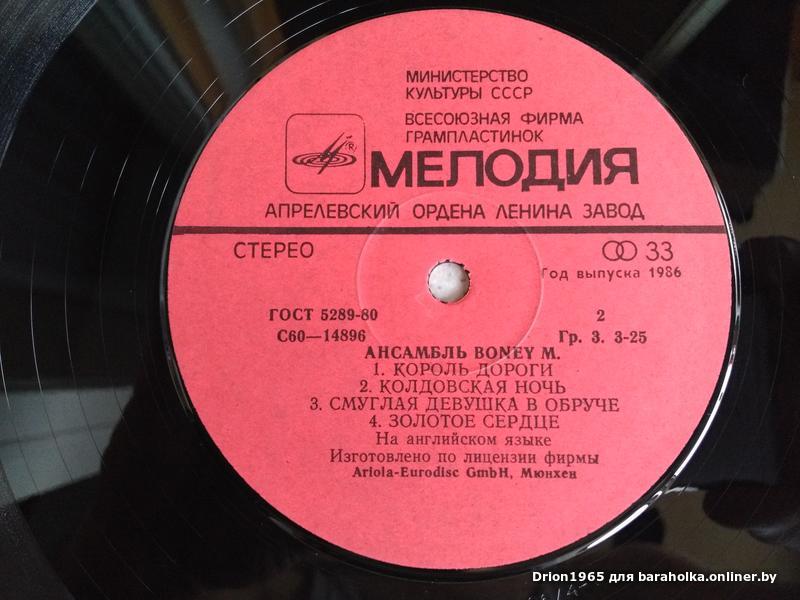 МИНИСТЕРСТВО
КУЛЬТУРЫ СССР
ВСЕСОЮЗНАЯ ФИРМА
ГРАМПЛАСТИНОК
(R)
МЕЛОДИЯ
АПРЕЛЕВСКИЙ ОРДЕНА ЛЕНИНА ЗАВОД
СТЕРЕО 33
Год выпуска 1986
ГОСТ 5289-80 2
С60—14896 Гр. 3. 3-25
АНСАМБЛЬ BONEY M.
1. КОРОЛЬ ДОРОГИ
2. КОЛДОВСКАЯ НОЧЬ
3. СМУГЛАЯ ДЕВУШКА В ОБРУЧЕ
4. ЗОЛОТОЕ СЕРДЦЕ
На английском языке
Изготовлено по лицензии фирмы
Ariola-Eurodisc GmbH, Мюнхен
Drion1965 для baraholka.onliner.by